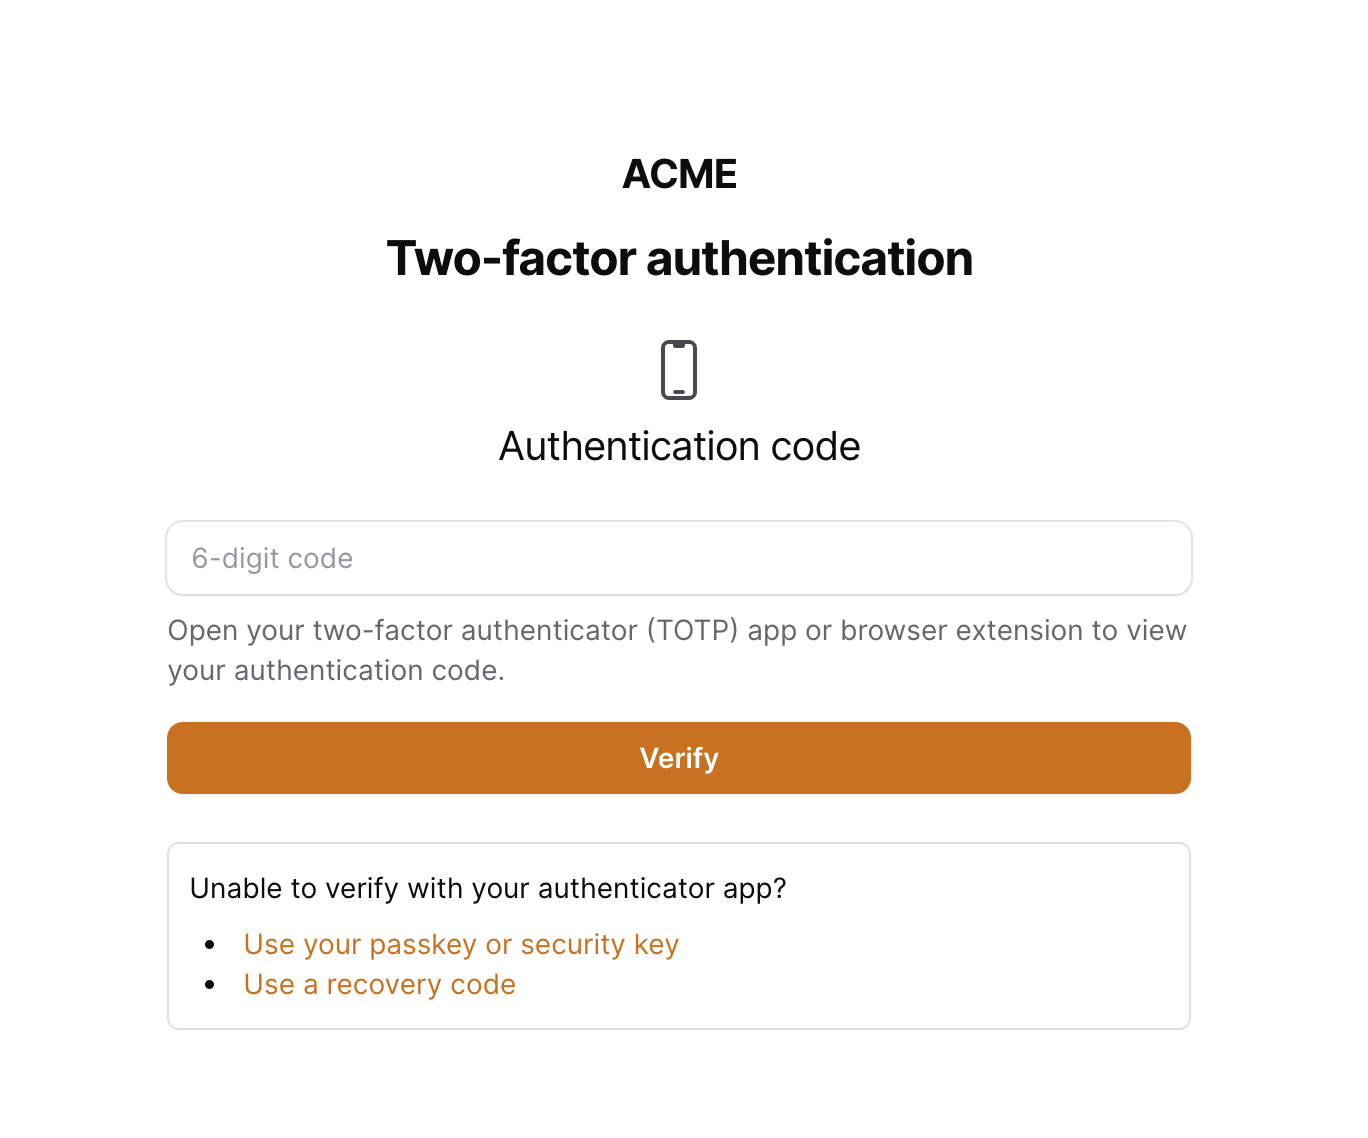 ACME
Two-factor authentication
Authentication code
6-digit code
Open your two-factor authenticator (TOTP) app or browser extension to view
your authentication code.
Verify
Unable to verify with your authenticator app?
Use your passkey or security key
Use a recovery code